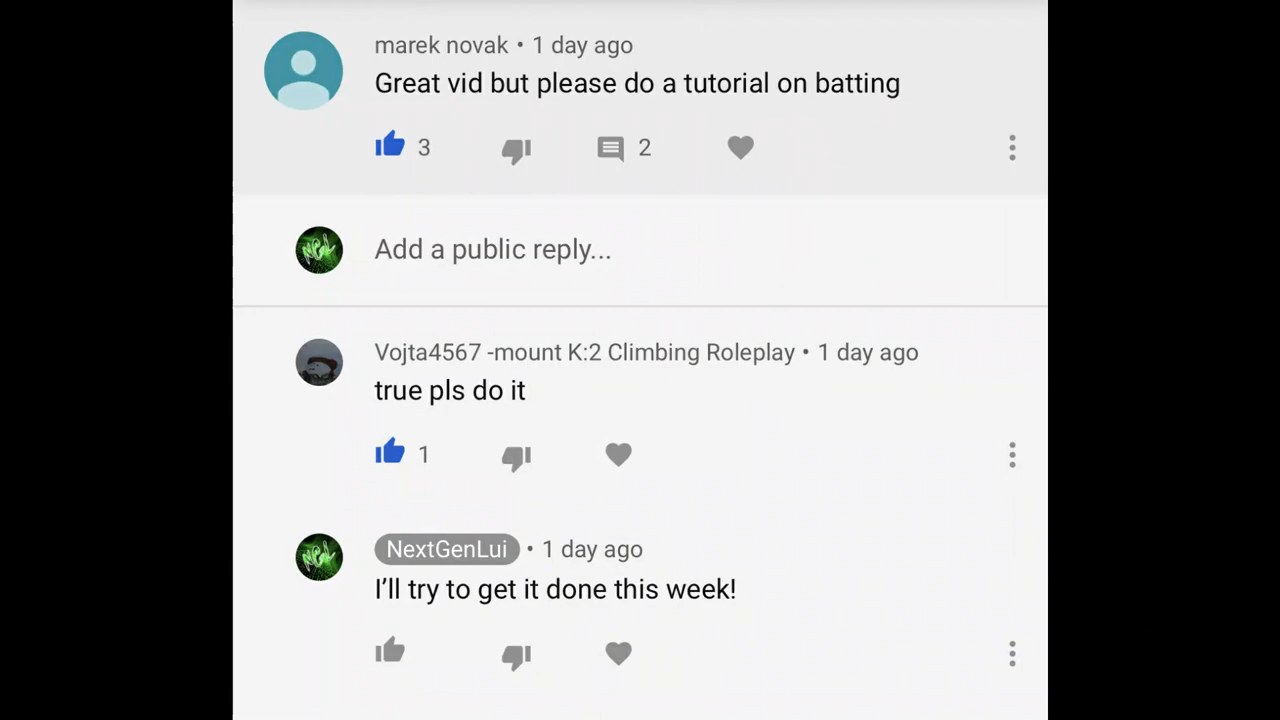 marek novak • 1 day ago
Great vid but please do a tutorial on batting
3 2
Add a public reply...
Vojta4567 -mount K:2 Climbing Roleplay • 1 day ago
true pls do it
1
NextGenLui • 1 day ago
I’ll try to get it done this week!